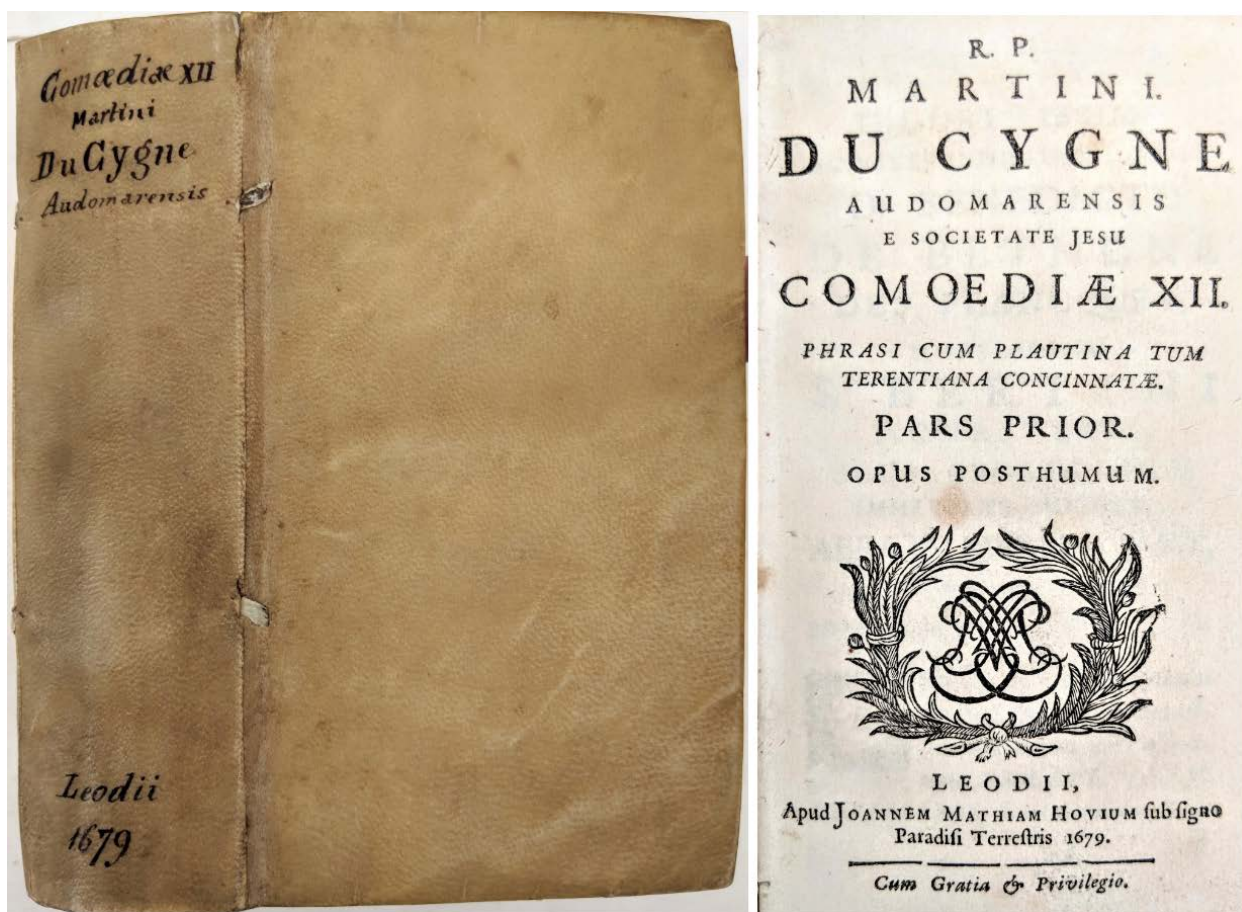 Comœdiæ XII
Martini
Du Cygne
Audomarensis
Leodii
1679
R. P.
MARTINI.
DU CYGNE
AUDOMARENSIS
E SOCIETATE JESU
COMOEDIÆ XII.
PHRASI CUM PLAUTINA TUM
TERENTIANA CONCINNATÆ.
PARS PRIOR.
OPUS POSTHUMUM.
LEODII,
Apud JOANNEM MATHIAM HOVIUM ſub ſigno
Paradiſi Terreſtris 1679.
Cum Gratia & Privilegio.